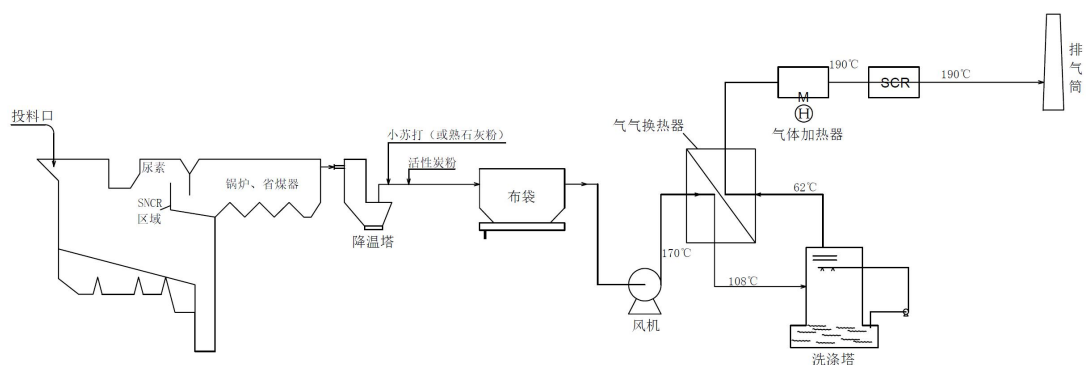 投料口
尿素
SNCR
区域
锅炉、省煤器
降温塔
小苏打（或熟石灰粉）
活性炭粉
布袋
风机
170℃
气气换热器
108℃
62℃
洗涤塔
M
H
气体加热器
190℃
SCR
190℃
排
气
筒